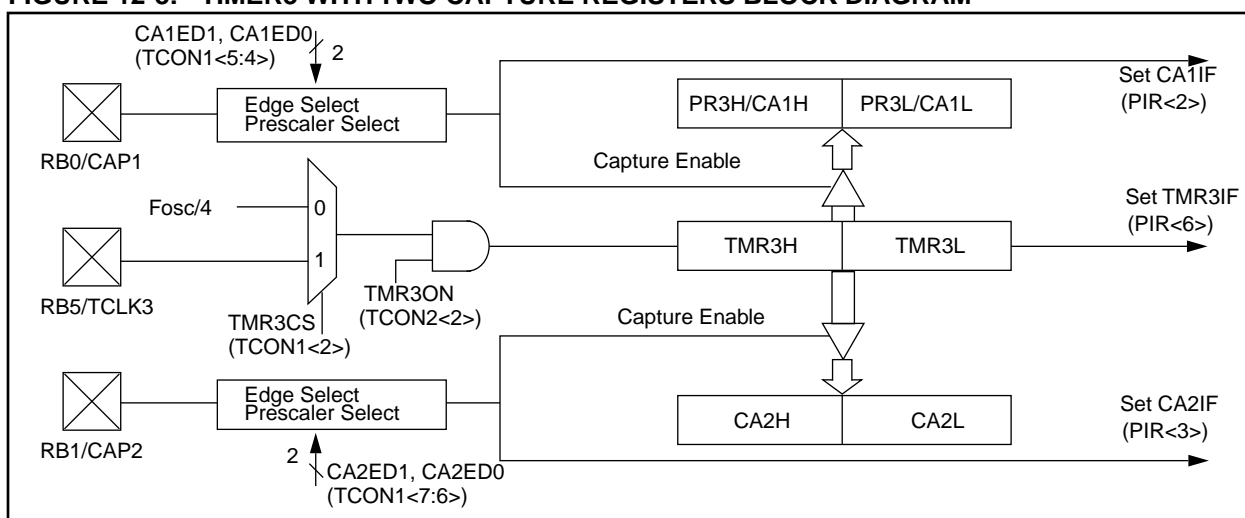 FIGURE 12-8: TIMER3 WITH TWO CAPTURE REGISTERS BLOCK DIAGRAM
CA1ED1, CA1ED0
(TCON1<5:4>)
2
Edge Select
Prescaler Select
RB0/CAP1
PR3H/CA1H
PR3L/CA1L
Set CA1IF
(PIR<2>)
Capture Enable
Fosc/4
0
1
RB5/TCLK3
TMR3CS
(TCON1<2>)
TMR3ON
(TCON2<2>)
TMR3H
TMR3L
Set TMR3IF
(PIR<6>)
Capture Enable
Edge Select
Prescaler Select
RB1/CAP2
2
CA2ED1, CA2ED0
(TCON1<7:6>)
CA2H
CA2L
Set CA2IF
(PIR<3>)